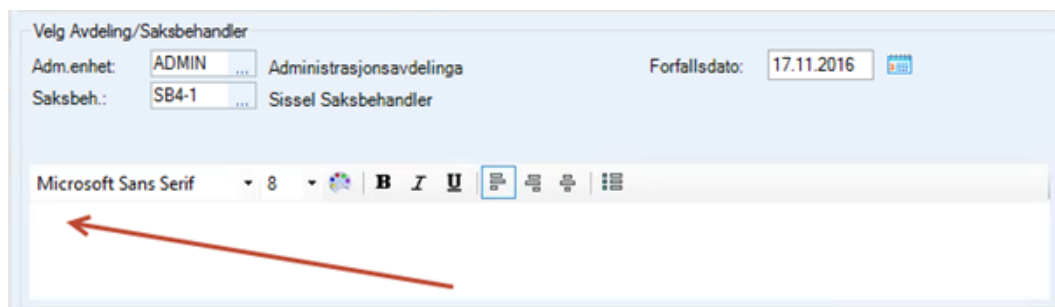 Velg Avdeling/Saksbehandler
Adm.enhet: ADMIN ... Administrasjonsavdelinga Forfallsdato: 17.11.2016
Saksbeh.: SB4-1 ... Sissel Saksbehandler
Microsoft Sans Serif 8 B I U